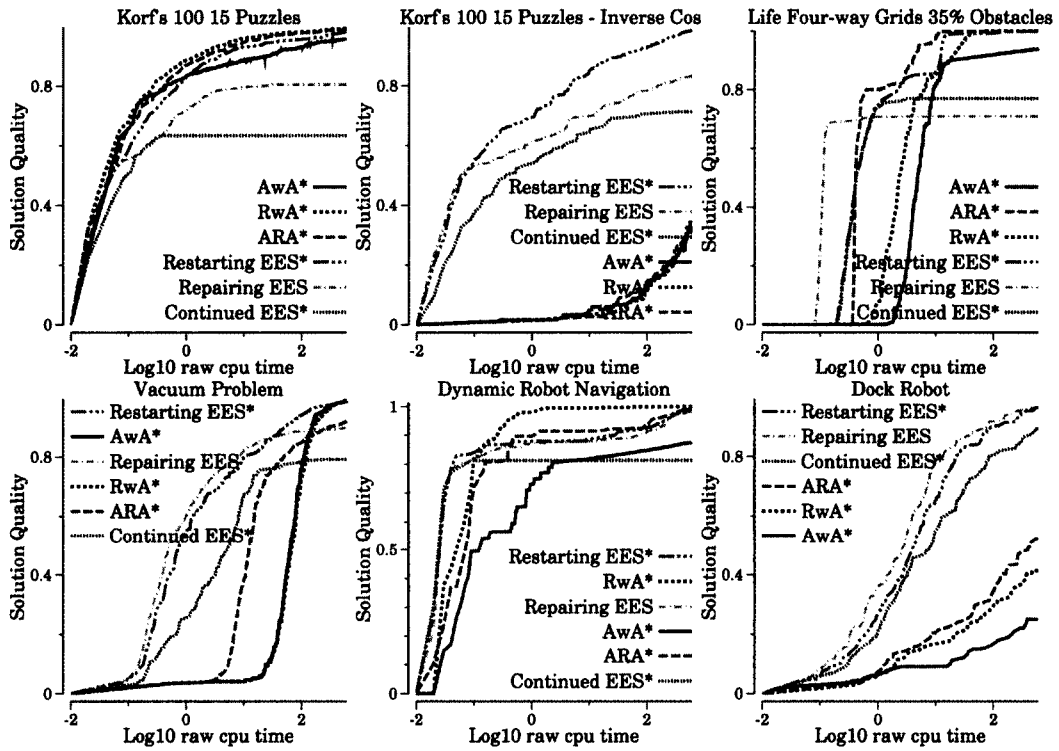 Korf's 100 15 Puzzles
Solution Quality
0.8
0.4
0
AwA*
RwA*
ARA*
Restarting EES*
Repairing EES
Continued EES*
-2
0
2
Log10 raw cpu time
Korf's 100 15 Puzzles - Inverse Cos
Solution Quality
0.8
0.4
0
Restarting EES*
Repairing EES
Continued EES*
AwA*
RwA*
ARA*
-2
0
2
Log10 raw cpu time
Life Four-way Grids 35% Obstacles
Solution Quality
0.8
0.4
0
AwA*
ARA*
RwA*
Restarting EES*
Repairing EES
Continued EES*
-2
0
2
Log10 raw cpu time
Vacuum Problem
Solution Quality
0.8
0.4
0
Restarting EES*
AwA*
Repairing EES
RwA*
ARA*
Continued EES*
-2
0
2
Log10 raw cpu time
Dynamic Robot Navigation
Solution Quality
1
0.5
0
Restarting EES*
RwA*
Repairing EES
AwA*
ARA*
Continued EES*
-2
0
2
Log10 raw cpu time
Dock Robot
Solution Quality
0.8
0.4
0
Restarting EES*
Repairing EES
Continued EES*
ARA*
RwA*
AwA*
-2
0
2
Log10 raw cpu time